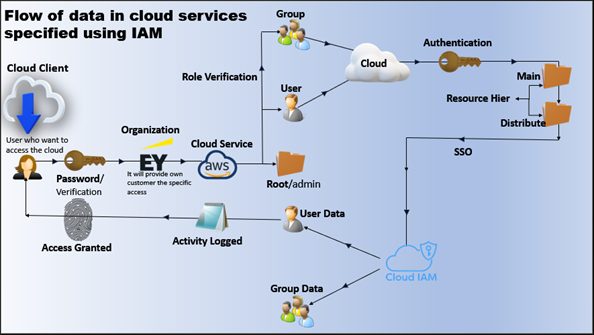 Flow of data in cloud services
specified using IAM
Group
Cloud Client
Role Verification
Cloud
Authentication
Main
User
Resource Hier
Distribute
User who want to
access the cloud
Organization
EY
Cloud Service
aws
SSO
It will provide own
customer the specific
access
Password/
Verification
Root/admin
User Data
Access Granted
Activity Logged
Cloud IAM
Group Data